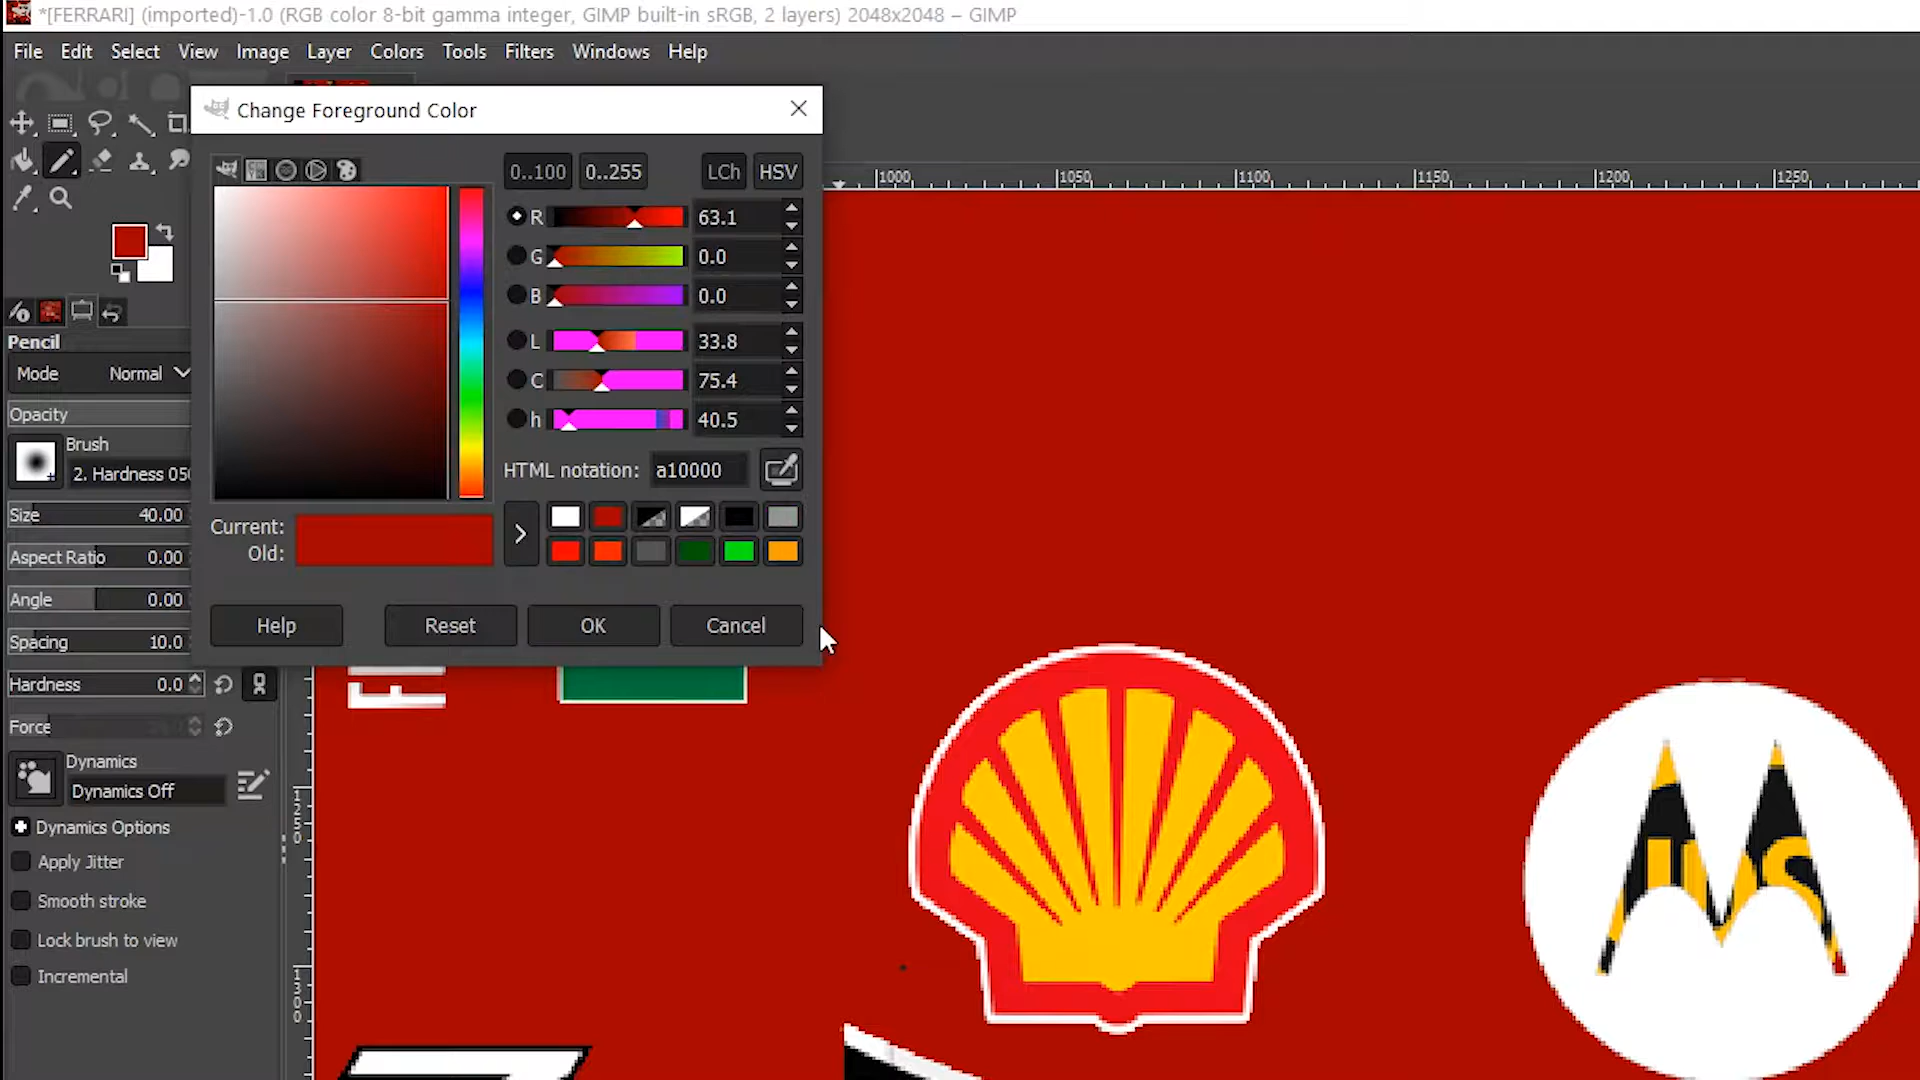 *[FERRARI] (imported)-1.0 (RGB color 8-bit gamma integer, GIMP built-in sRGB, 2 layers) 2048x2048 – GIMP
File Edit Select View Image Layer Colors Tools Filters Windows Help
Change Foreground Color
0..100 0..255 LCh HSV
1000 1050 1100 1150 1200 1250
R 63.1
G 0.0
B 0.0
L 33.8
C 75.4
h 40.5
HTML notation: a10000
Current:
Old:
Help Reset OK Cancel
Pencil
Mode Normal
Opacity
Brush
2. Hardness 050
Size 40.00
Aspect Ratio 0.00
Angle 0.00
Spacing 10.0
Hardness 0.0
Force
Dynamics
Dynamics Off
Dynamics Options
Apply Jitter
Smooth stroke
Lock brush to view
Incremental
1250
1300